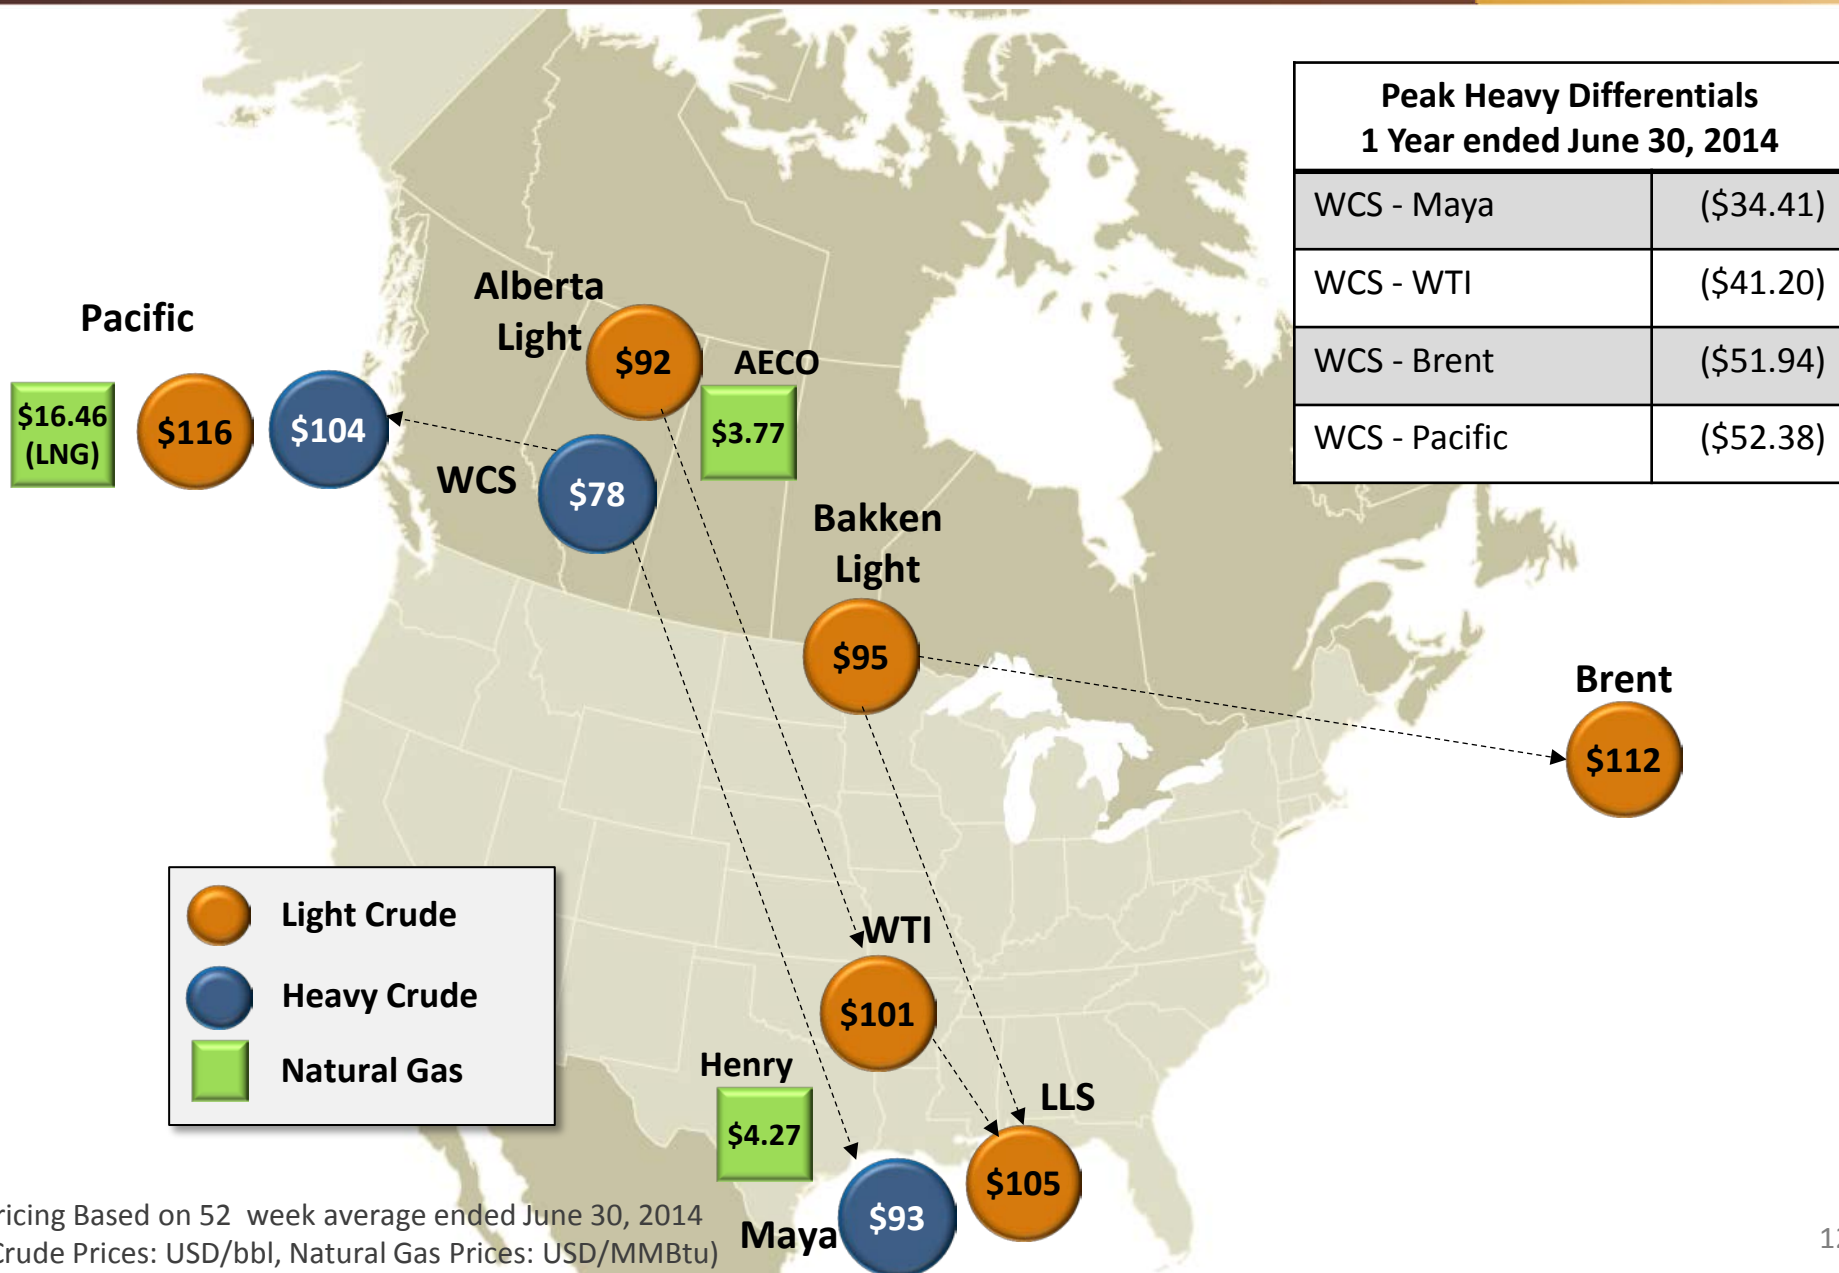 Peak Heavy Differentials
1 Year ended June 30, 2014
WCS - Maya ($34.41)
WCS - WTI ($41.20)
WCS - Brent ($51.94)
WCS - Pacific ($52.38)
Pacific
$16.46
(LNG)
$116
$104
Alberta
Light
$92
AECO
$3.77
WCS
$78
Bakken
Light
$95
Brent
$112
Light Crude
Heavy Crude
Natural Gas
WTI
$101
Henry
$4.27
LLS
$105
Maya
$93
ricing Based on 52 week average ended June 30, 2014
Crude Prices: USD/bbl, Natural Gas Prices: USD/MMBtu)